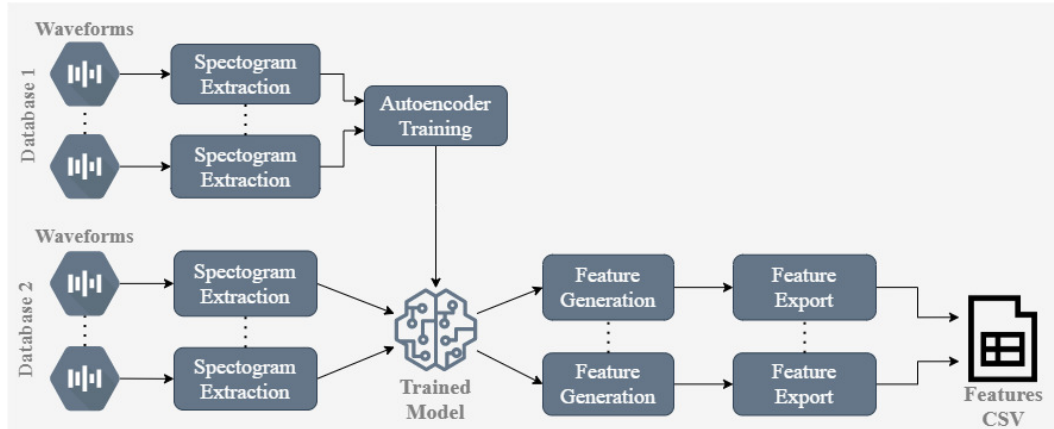 Waveforms
Database 1
Spectogram
Extraction
Spectogram
Extraction
Autoencoder
Training
Waveforms
Database 2
Spectogram
Extraction
Spectogram
Extraction
Trained
Model
Feature
Generation
Feature
Generation
Feature
Export
Feature
Export
Features
CSV